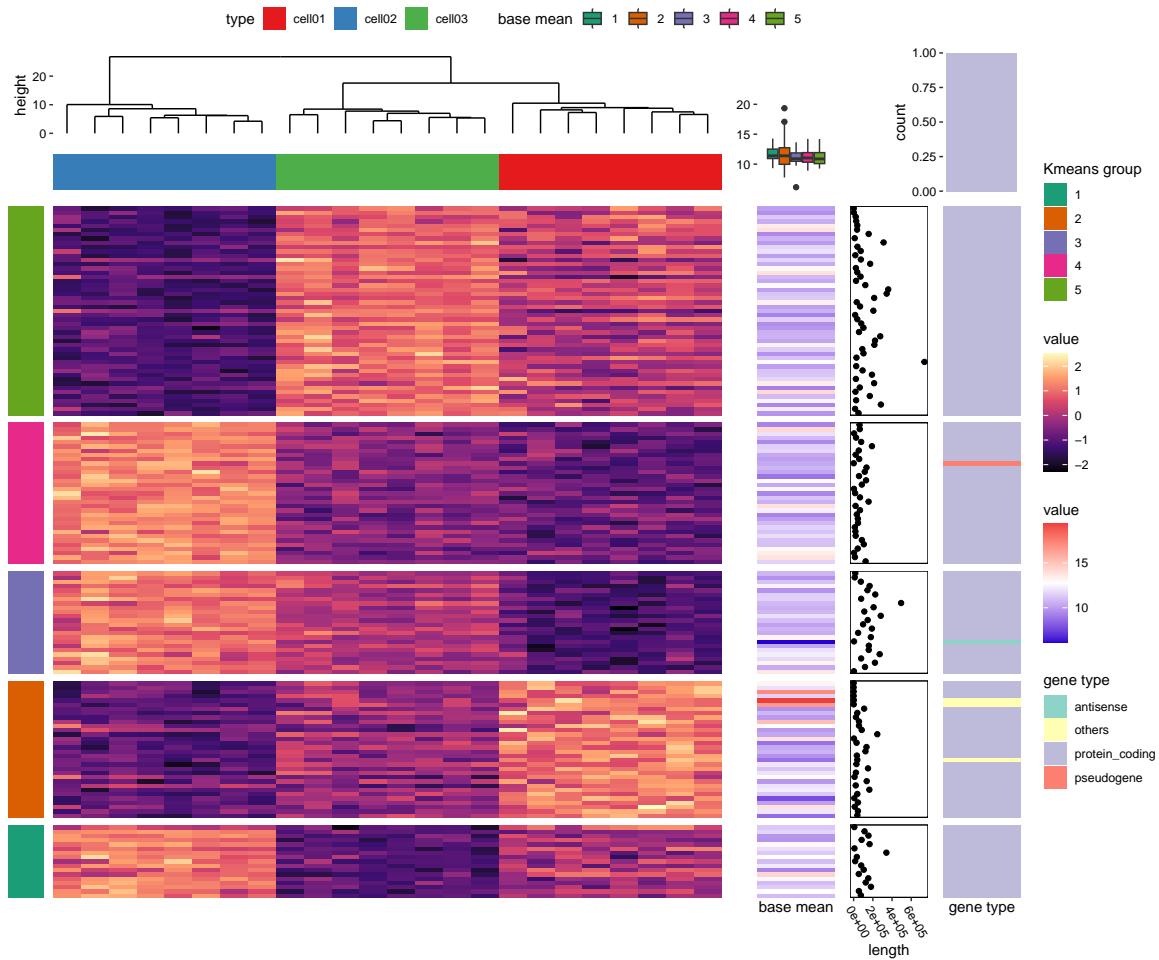 type cell01 cell02 cell03 base mean 1 2 3 4 5
height
20
10
0
20
15
10
count
1.00
0.75
0.50
0.25
0.00
Kmeans group
1
2
3
4
5
value
2
1
0
−1
−2
value
15
10
gene type
antisense
others
protein_coding
pseudogene
base mean
0e+00
2e+05
4e+05
6e+05
length
gene type